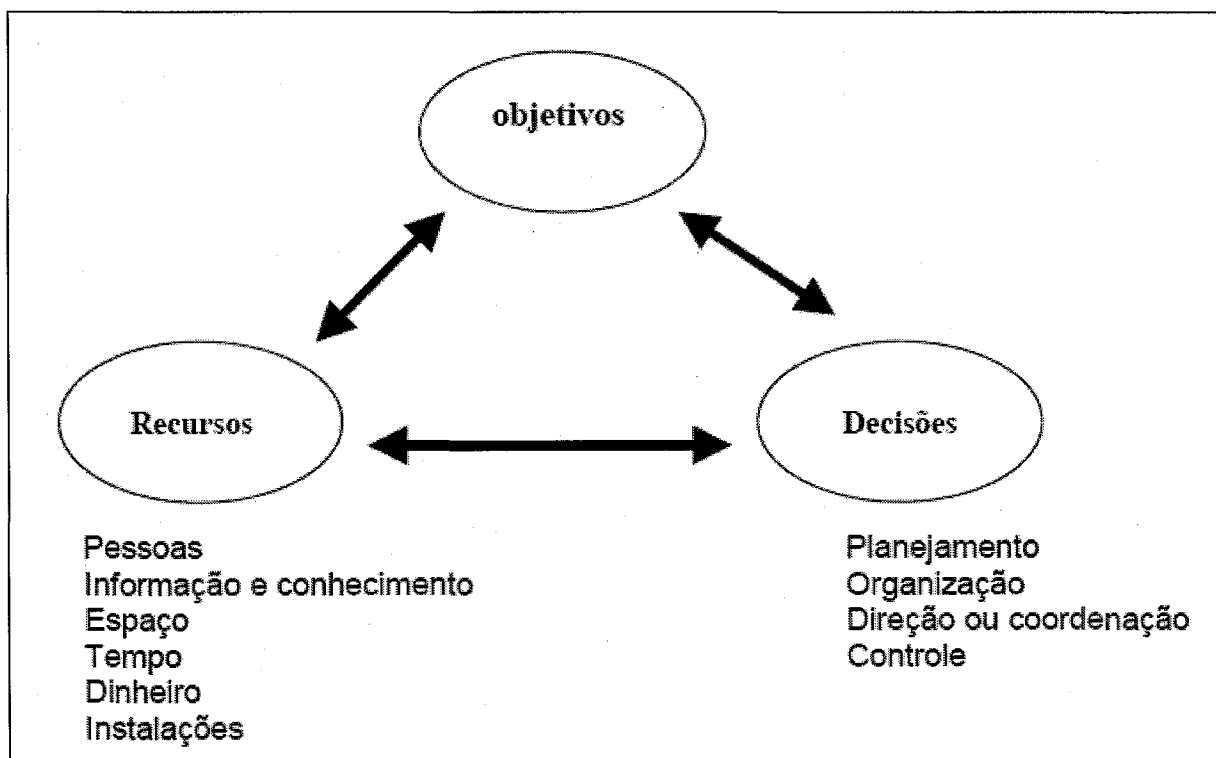 objetivos
Recursos
Decisões
Pessoas
Informação e conhecimento
Espaço
Tempo
Dinheiro
Instalações
Planejamento
Organização
Direção ou coordenação
Controle